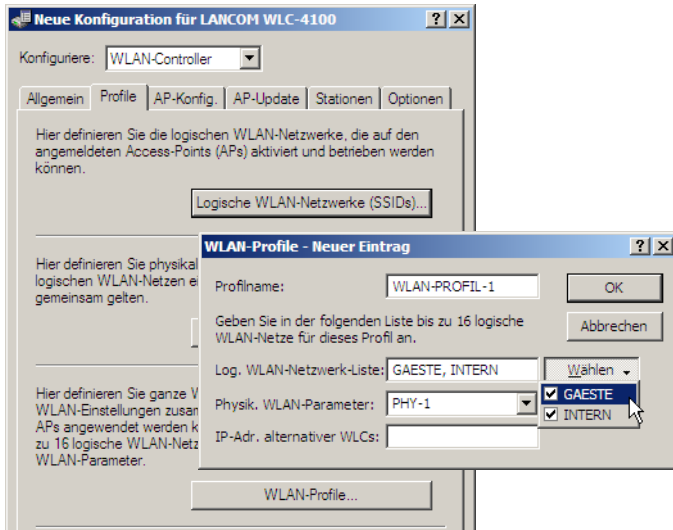 Neue Konfiguration für LANCOM WLC-4100
Konfiguriere: WLAN-Controller
Allgemein Profile AP-Konfig. AP-Update Stationen Optionen
Hier definieren Sie die logischen WLAN-Netzwerke, die auf den
angemeldeten Access-Points (APs) aktiviert und betrieben werden
können.
Logische WLAN-Netzwerke (SSIDs)...
Hier definieren Sie physikal
logischen WLAN-Netzen ei
gemeinsam gelten.
Hier definieren Sie ganze W
WLAN-Einstellungen zusam
APs angewendet werden k
zu 16 logische WLAN-Netz
WLAN-Parameter.
WLAN-Profile...
WLAN-Profile - Neuer Eintrag
Profilname: WLAN-PROFIL-1
OK
Geben Sie in der folgenden Liste bis zu 16 logische
WLAN-Netze für dieses Profil an.
Abbrechen
Log. WLAN-Netzwerk-Liste: GAESTE, INTERN Wählen
GAESTE
INTERN
Physik. WLAN-Parameter: PHY-1
IP-Adr. alternativer WLCs: